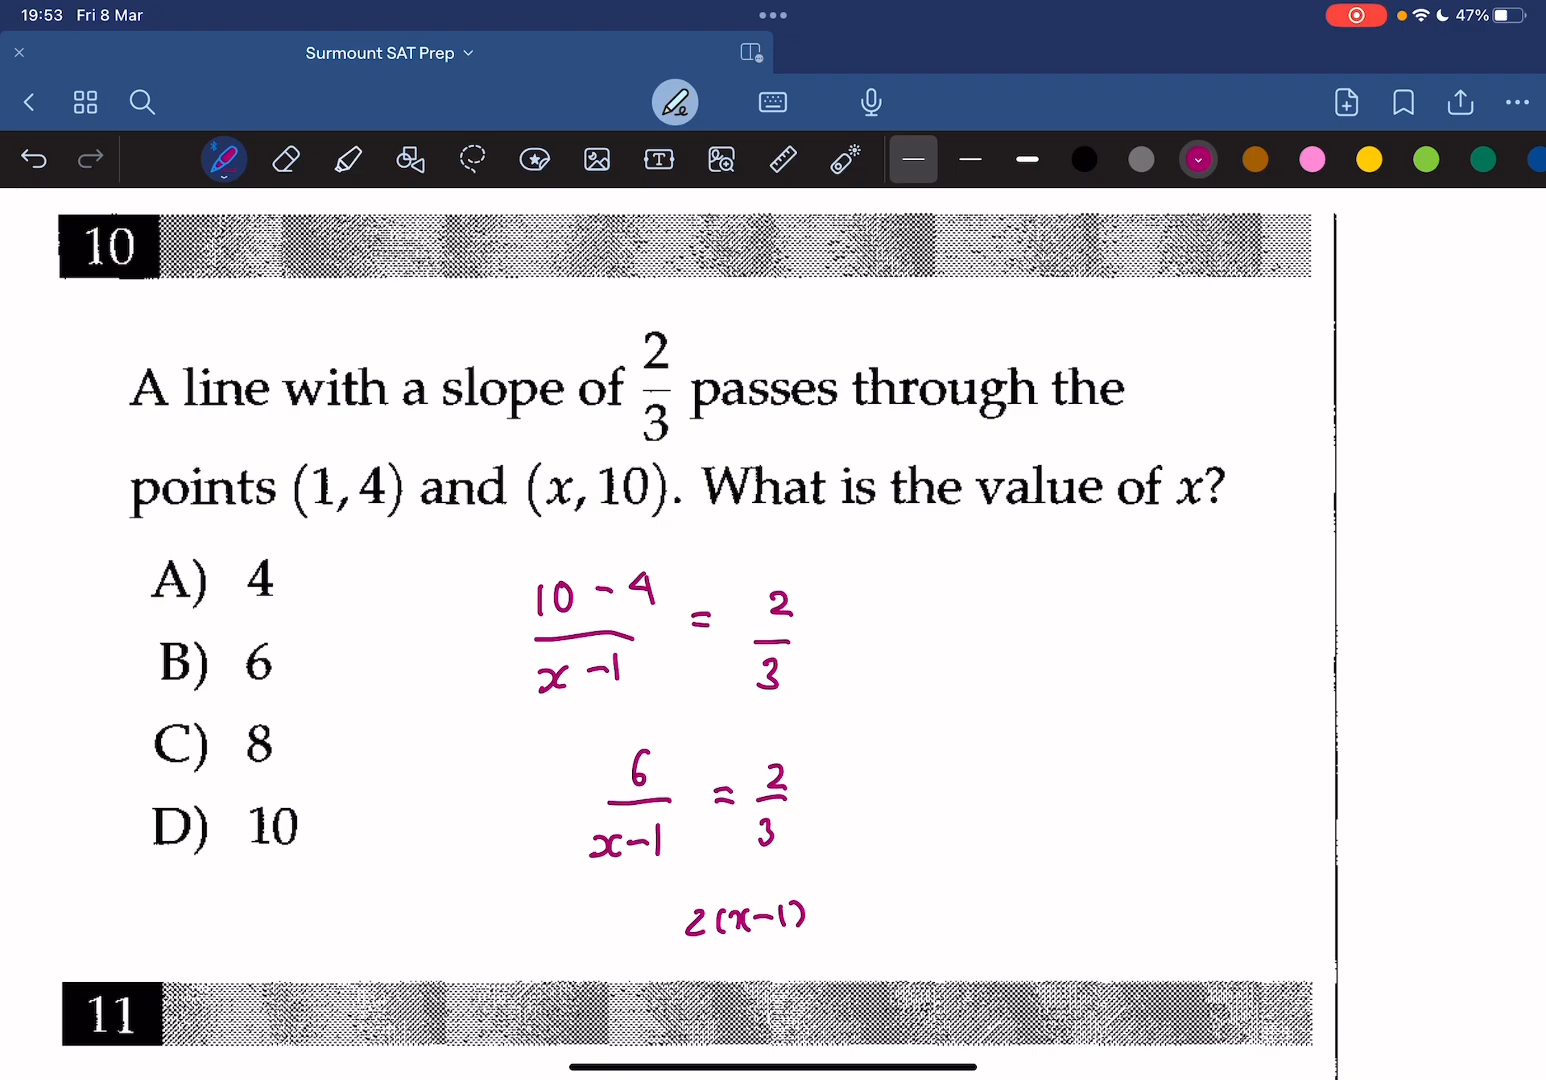 19:53 Fri 8 Mar
47%
Surmount SAT Prep
10
A line with a slope of 2/3 passes through the
points (1, 4) and (x, 10). What is the value of x?
A) 4
B) 6
C) 8
D) 10
10 - 4
x - 1
= 2/3
6
x - 1
= 2/3
2(x-1)
11